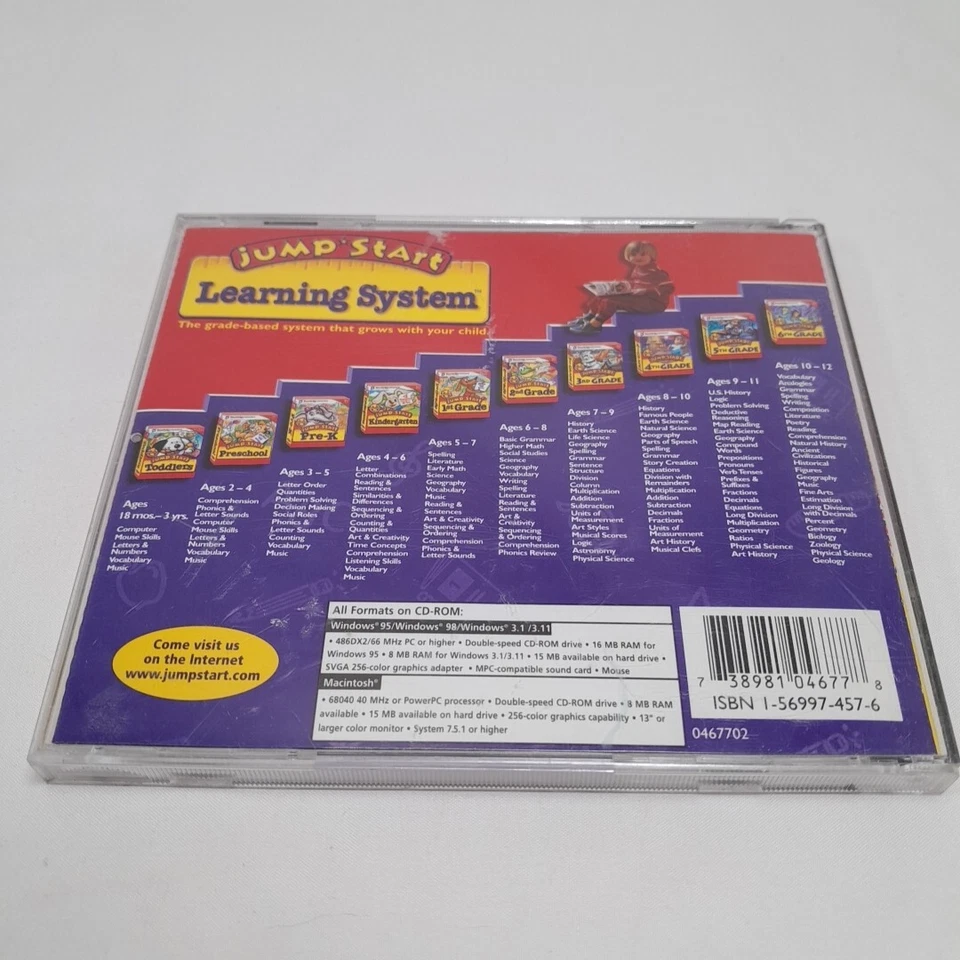 JUMP★START
Learning System™
The grade-based system that grows with your child.
Toddlers
Ages
18 mos.– 3 yrs.
Computer
Mouse Skills
Letters &
Numbers
Vocabulary
Music
Preschool
Ages 2 – 4
Comprehension
Phonics &
Letter Sounds
Computer
Mouse Skills
Letters &
Numbers
Vocabulary
Music
Pre-K
Ages 3 – 5
Letter Order
Quantities
Problem Solving
Decision Making
Social Roles
Phonics &
Letter Sounds
Counting
Vocabulary
Music
Kindergarten
Ages 4 – 6
Letter
Combinations
Reading &
Sentences
Similarities &
Differences
Sequencing &
Ordering
Counting &
Quantities
Art & Creativity
Time Concepts
Comprehension
Listening Skills
Vocabulary
Music
1st Grade
Ages 5 – 7
Spelling
Literature
Early Math
Science
Geography
Vocabulary
Music
Reading &
Sentences
Art & Creativity
Sequencing &
Ordering
Comprehension
Phonics &
Letter Sounds
2nd Grade
Ages 6 – 8
Basic Grammar
Higher Math
Social Studies
Science
Geography
Vocabulary
Writing
Spelling
Literature
Reading &
Sentences
Art &
Creativity
Sequencing
& Ordering
Comprehension
Phonics Review
3RD GRADE
Ages 7 – 9
History
Earth Science
Life Science
Geography
Spelling
Grammar
Sentence
Structure
Division
Column
Multiplication
Addition
Subtraction
Units of
Measurement
Art Styles
Musical Scores
Logic
Astronomy
Physical Science
4TH GRADE
Ages 8 – 10
History
Famous People
Earth Science
Natural Science
Geography
Parts of Speech
Spelling
Grammar
Story Creation
Equations
Division with
Remainders
Multiplication
Addition
Subtraction
Decimals
Fractions
Units of
Measurement
Art History
Musical Clefs
5TH GRADE
Ages 9 – 11
U.S. History
Logic
Problem Solving
Deductive
Reasoning
Map Reading
Earth Science
Geography
Compound
Words
Prepositions
Pronouns
Verb Tenses
Prefixes &
Suffixes
Fractions
Decimals
Equations
Long Division
Multiplication
Geometry
Ratios
Physical Science
Art History
6TH GRADE
Ages 10 – 12
Vocabulary
Analogies
Grammar
Spelling
Writing
Composition
Literature
Poetry
Reading
Comprehension
Natural History
Ancient
Civilizations
Historical
Figures
Geography
Music
Fine Arts
Estimation
Long Division
with Decimals
Percent
Geometry
Biology
Zoology
Physical Science
Geology
Come visit us
on the Internet
www.jumpstart.com
All Formats on CD-ROM:
Windows® 95/Windows® 98/Windows® 3.1 /3.11
• 486DX2/66 MHz PC or higher • Double-speed CD-ROM drive • 16 MB RAM for
Windows 95 • 8 MB RAM for Windows 3.1/3.11 • 15 MB available on hard drive •
SVGA 256-color graphics adapter • MPC-compatible sound card • Mouse
Macintosh®
• 68040 40 MHz or PowerPC processor • Double-speed CD-ROM drive • 8 MB RAM
available • 15 MB available on hard drive • 256-color graphics capability • 13" or
larger color monitor • System 7.5.1 or higher
7 38981 04677 8
ISBN 1-56997-457-6
0467702